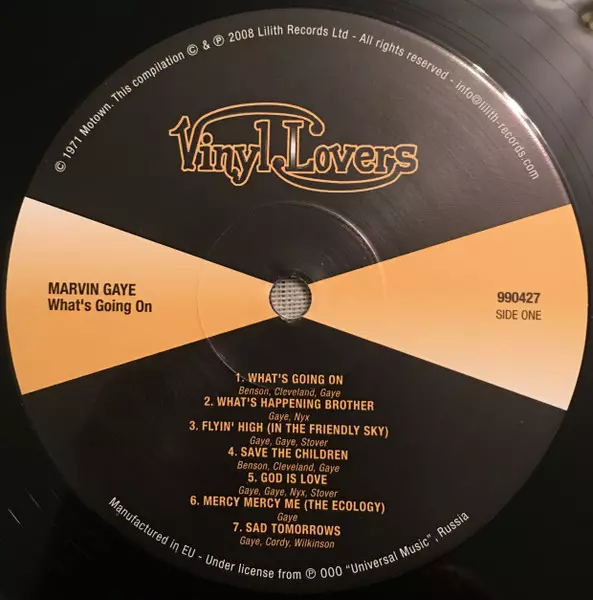 © 1971 Motown. This compilation © & ℗ 2008 Lilith Records Ltd - All rights reserved - info@lilith-records.com
Vinyl Lovers
MARVIN GAYE
What's Going On
990427
SIDE ONE
1. WHAT'S GOING ON
Benson, Cleveland, Gaye
2. WHAT'S HAPPENING BROTHER
Gaye, Nyx
3. FLYIN' HIGH (IN THE FRIENDLY SKY)
Gaye, Gaye, Stover
4. SAVE THE CHILDREN
Benson, Cleveland, Gaye
5. GOD IS LOVE
Gaye, Gaye, Nyx, Stover
6. MERCY MERCY ME (THE ECOLOGY)
Gaye
7. SAD TOMORROWS
Gaye, Cordy, Wilkinson
Manufactured in EU - Under license from ℗ OOO "Universal Music" , Russia